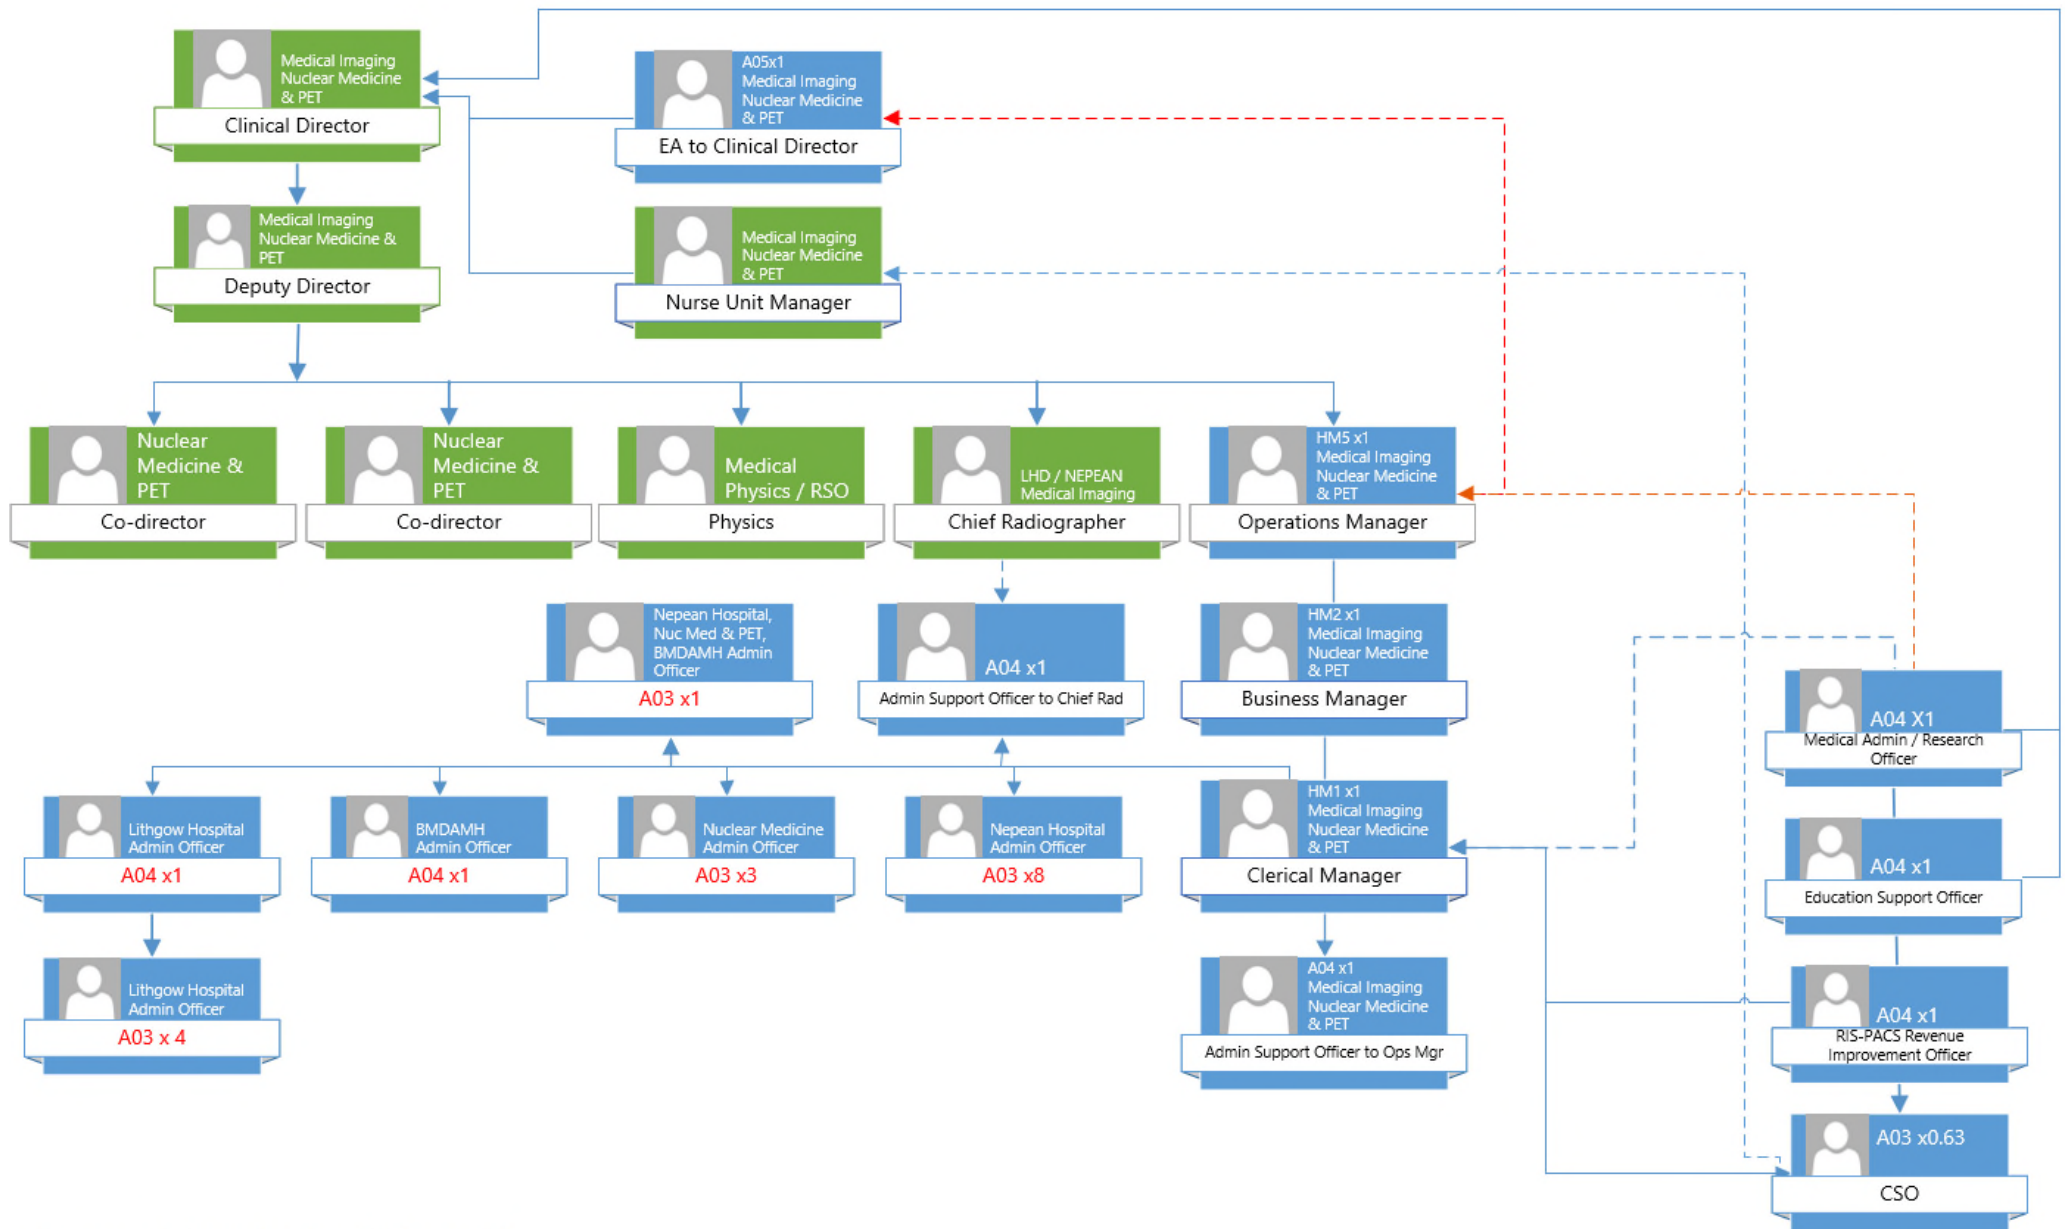 Medical Imaging
Nuclear Medicine
& PET
Clinical Director
A05x1
Medical Imaging
Nuclear Medicine
& PET
EA to Clinical Director
Medical Imaging
Nuclear Medicine &
PET
Deputy Director
Medical Imaging
Nuclear Medicine
& PET
Nurse Unit Manager
Nuclear
Medicine &
PET
Co-director
Nuclear
Medicine &
PET
Co-director
Medical
Physics / RSO
Physics
LHD / NEPEAN
Medical Imaging
Chief Radiographer
HM5 x1
Medical Imaging
Nuclear Medicine
& PET
Operations Manager
Nepean Hospital,
Nuc Med & PET,
BMDAMH Admin
Officer
A03 x1
A04 x1
Admin Support Officer to Chief Rad
HM2 x1
Medical Imaging
Nuclear Medicine
& PET
Business Manager
A04 X1
Medical Admin / Research
Officer
Lithgow Hospital
Admin Officer
A04 x1
BMDAMH
Admin Officer
A04 x1
Nuclear Medicine
Admin Officer
A03 x3
Nepean Hospital
Admin Officer
A03 x8
HM1 x1
Medical Imaging
Nuclear Medicine
& PET
Clerical Manager
A04 x1
Education Support Officer
Lithgow Hospital
Admin Officer
A03 x 4
A04 x1
Medical Imaging
Nuclear Medicine
& PET
Admin Support Officer to Ops Mgr
A04 x1
RIS-PACS Revenue
Improvement Officer
A03 x0.63
CSO